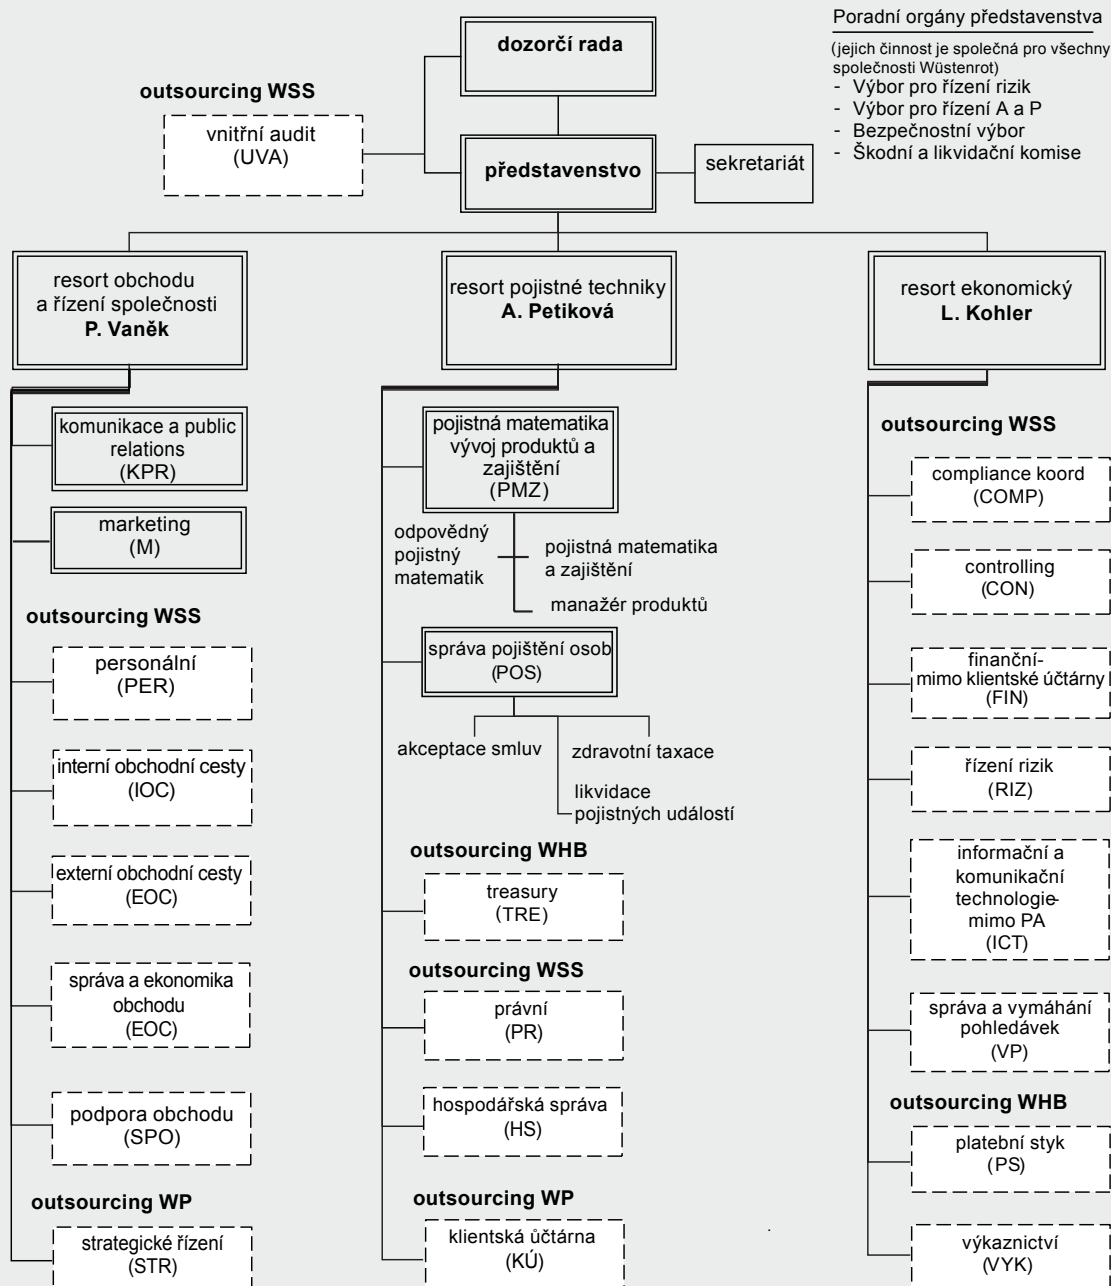 Poradní orgány představenstva
(jejich činnost je společná pro všechny
společnosti Wüstenrot)
- Výbor pro řízení rizik
- Výbor pro řízení A a P
- Bezpečnostní výbor
- Škodní a likvidační komise
dozorčí rada
outsourcing WSS
vnitřní audit
(UVA)
představenstvo
sekretariát
resort obchodu
a řízení společnosti
P. Vaněk
resort pojistné techniky
A. Petiková
resort ekonomický
L. Kohler
komunikace a public
relations
(KPR)
marketing
(M)
outsourcing WSS
personální
(PER)
interní obchodní cesty
(IOC)
externí obchodní cesty
(EOC)
správa a ekonomika
obchodu
(EOC)
podpora obchodu
(SPO)
outsourcing WP
strategické řízení
(STR)
pojistná matematika
vývoj produktů a
zajištění
(PMZ)
odpovědný
pojistný
matematik
pojistná matematika
a zajištění
manažér produktů
správa pojištění osob
(POS)
akceptace smluv
zdravotní taxace
likvidace
pojistných událostí
outsourcing WHB
treasury
(TRE)
outsourcing WSS
právní
(PR)
hospodářská správa
(HS)
outsourcing WP
klientská ůčtárna
(KÚ)
outsourcing WSS
compliance koord
(COMP)
controlling
(CON)
finanční-
mimo klientské účtárny
(FIN)
řízení rizik
(RIZ)
informační a
komunikační
technologie-
mimo PA
(ICT)
správa a vymáhání
pohledávek
(VP)
outsourcing WHB
platební styk
(PS)
výkaznictví
(VYK)